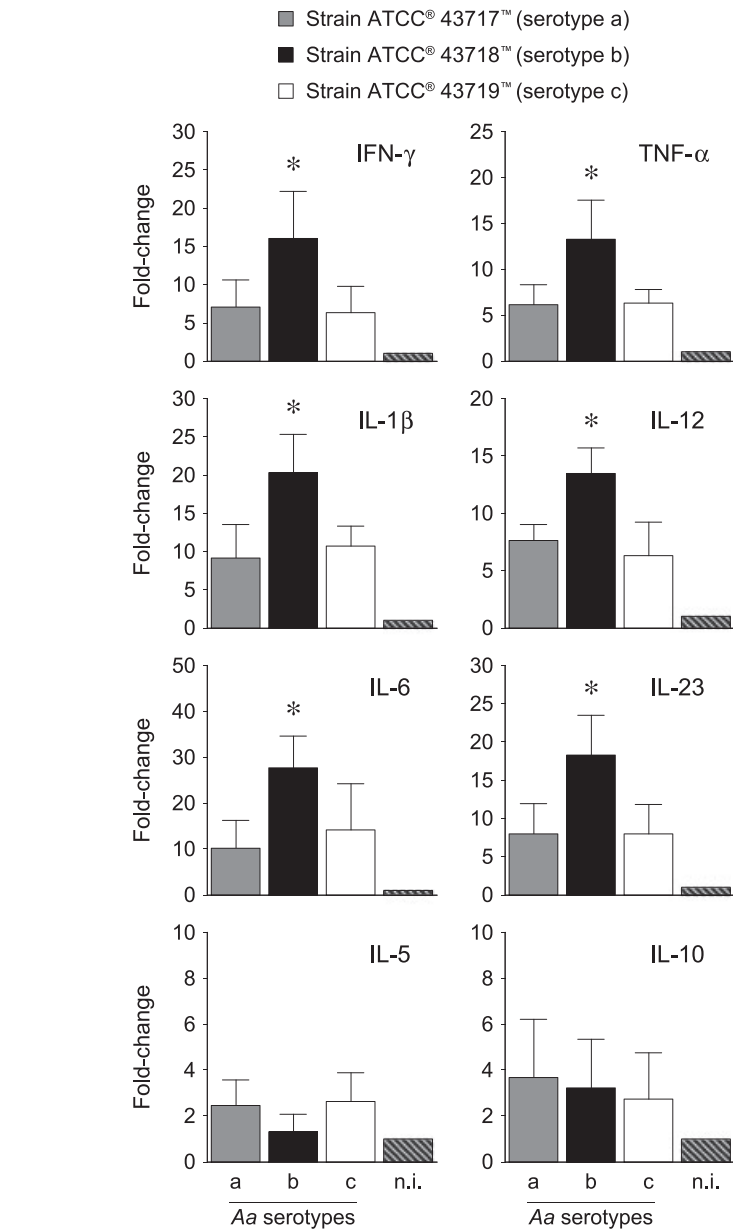 Strain ATCC® 43717™ (serotype a)
Strain ATCC® 43718™ (serotype b)
Strain ATCC® 43719™ (serotype c)
IFN-γ
Fold-change
30
25
20
15
10
5
0
*
TNF-α
25
20
15
10
5
0
*
IL-1β
Fold-change
30
25
20
15
10
5
0
*
IL-12
20
15
10
5
0
*
IL-6
Fold-change
50
40
30
20
10
0
*
IL-23
30
25
20
15
10
5
0
*
IL-5
Fold-change
10
8
6
4
2
0
IL-10
10
8
6
4
2
0
a b c n.i.
Aa serotypes
a b c n.i.
Aa serotypes